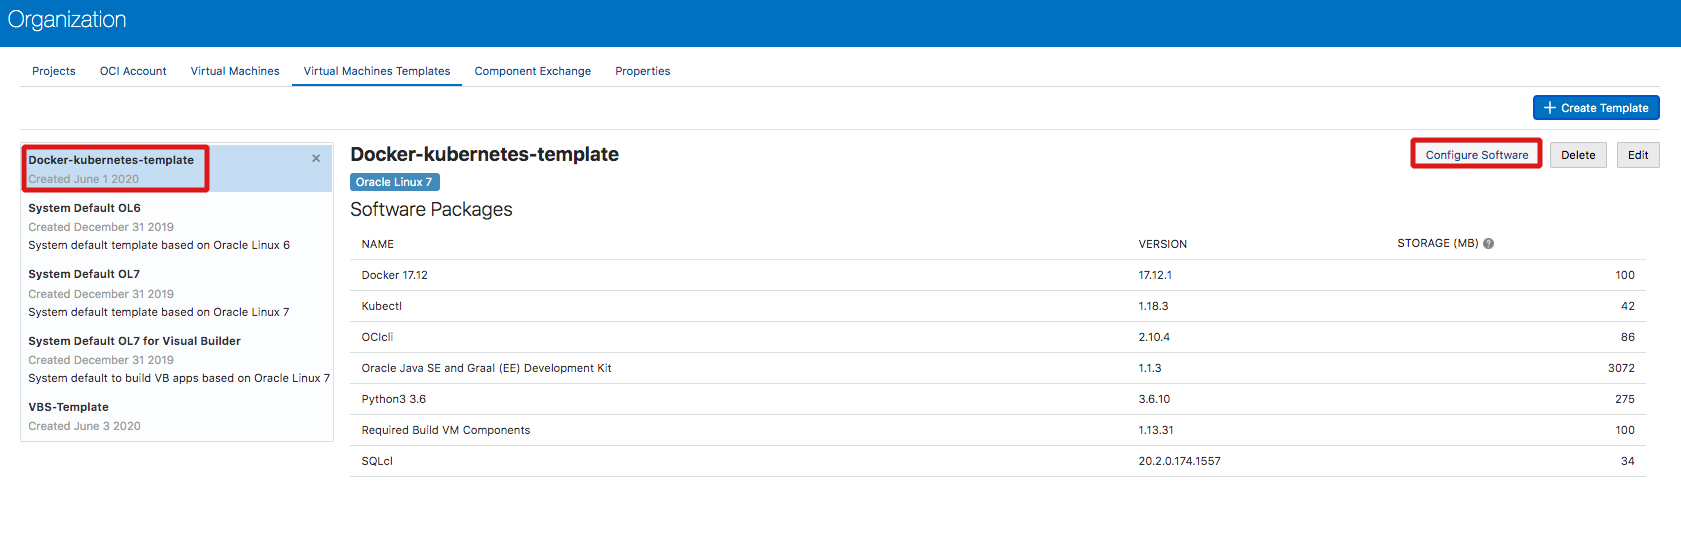 Organization
Projects OCI Account Virtual Machines Virtual Machines Templates Component Exchange Properties
+ Create Template
Docker-kubernetes-template ×
Created June 1 2020
System Default OL6
Created December 31 2019
System default template based on Oracle Linux 6
System Default OL7
Created December 31 2019
System default template based on Oracle Linux 7
System Default OL7 for Visual Builder
Created December 31 2019
System default to build VB apps based on Oracle Linux 7
VBS-Template
Created June 3 2020
Docker-kubernetes-template Configure Software Delete Edit
Oracle Linux 7
Software Packages
NAME VERSION STORAGE (MB) ?
Docker 17.12 17.12.1 100
Kubectl 1.18.3 42
OCIcli 2.10.4 86
Oracle Java SE and Graal (EE) Development Kit 1.1.3 3072
Python3 3.6 3.6.10 275
Required Build VM Components 1.13.31 100
SQLcl 20.2.0.174.1557 34